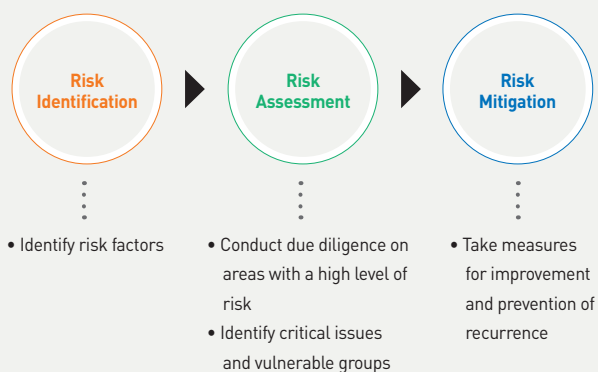 Risk
Identification
Risk
Assessment
Risk
Mitigation
• Identify risk factors
• Conduct due diligence on
areas with a high level of
risk
• Identify critical issues
and vulnerable groups
• Take measures
for improvement
and prevention of
recurrence